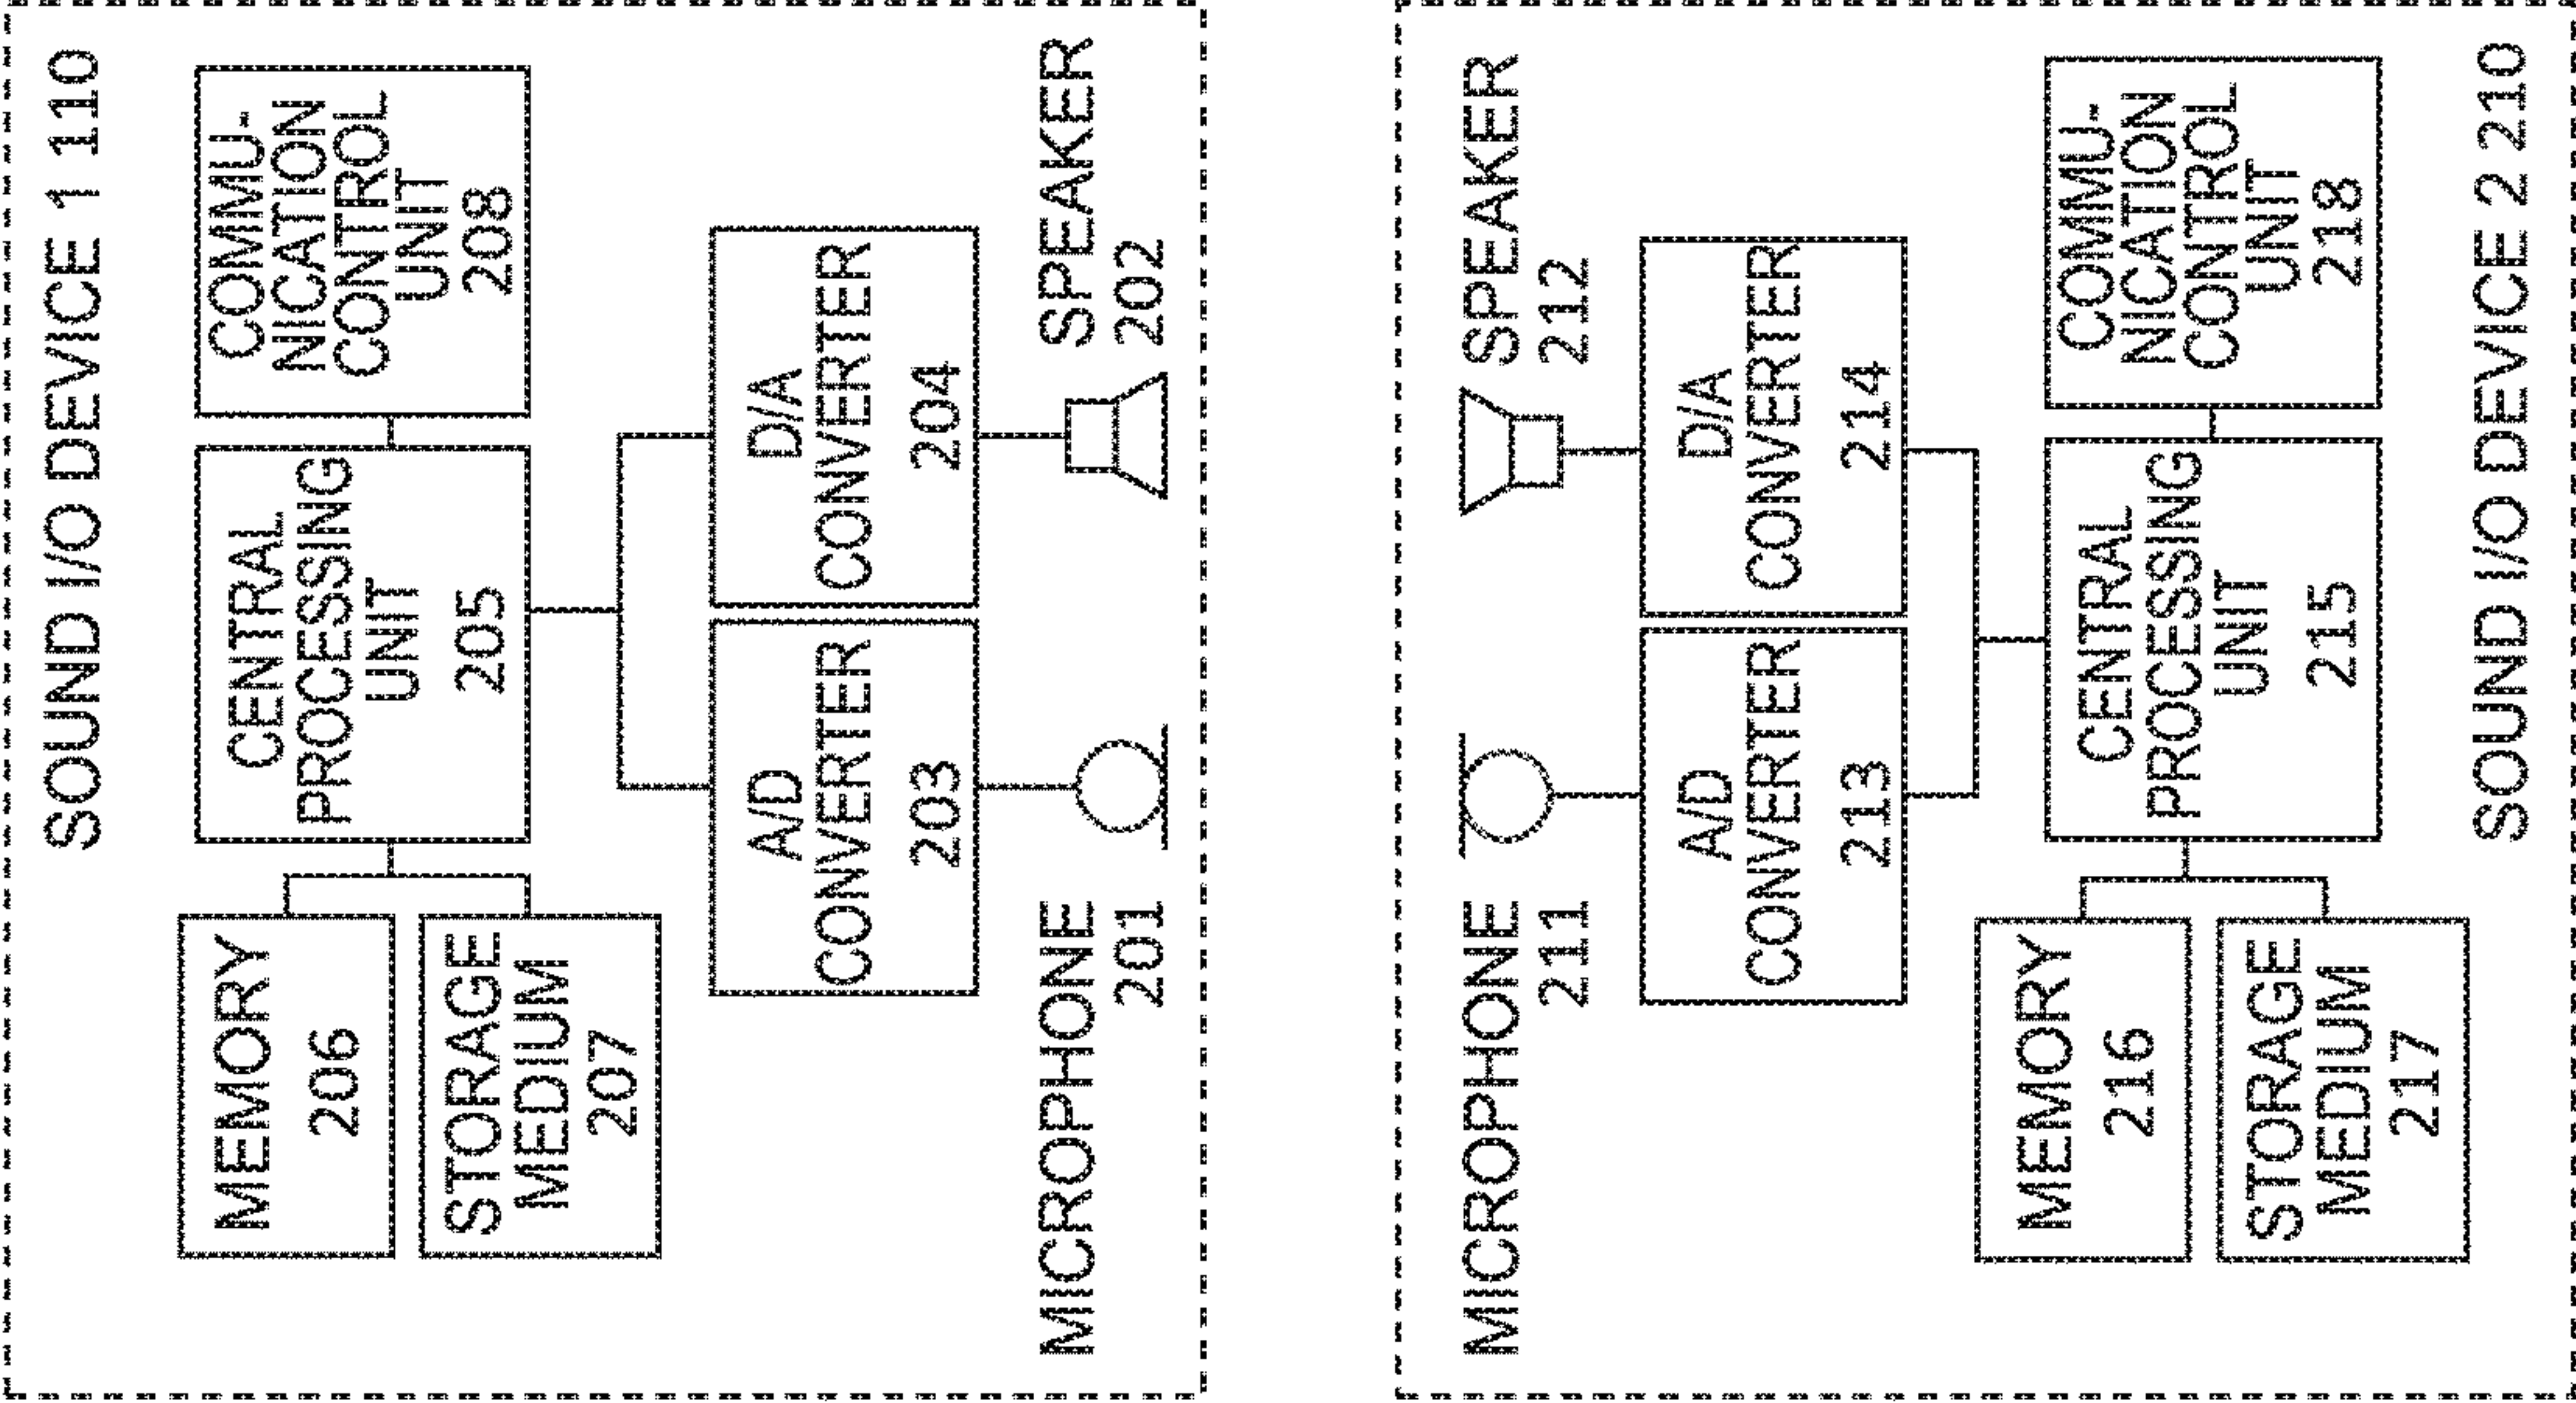 SOUND I/O DEVICE 1 110
MEMORY
206
STORAGE
MEDIUM
207
CENTRAL
PROCESSING
UNIT
205
COMMU-
NICATION
CONTROL
UNIT
208
A/D
CONVERTER
203
D/A
CONVERTER
204
MICROPHONE
201
SPEAKER
202
MICROPHONE
211
SPEAKER
212
A/D
CONVERTER
213
D/A
CONVERTER
214
MEMORY
216
STORAGE
MEDIUM
217
CENTRAL
PROCESSING
UNIT
215
COMMU-
NICATION
CONTROL
UNIT
218
SOUND I/O DEVICE 2 210